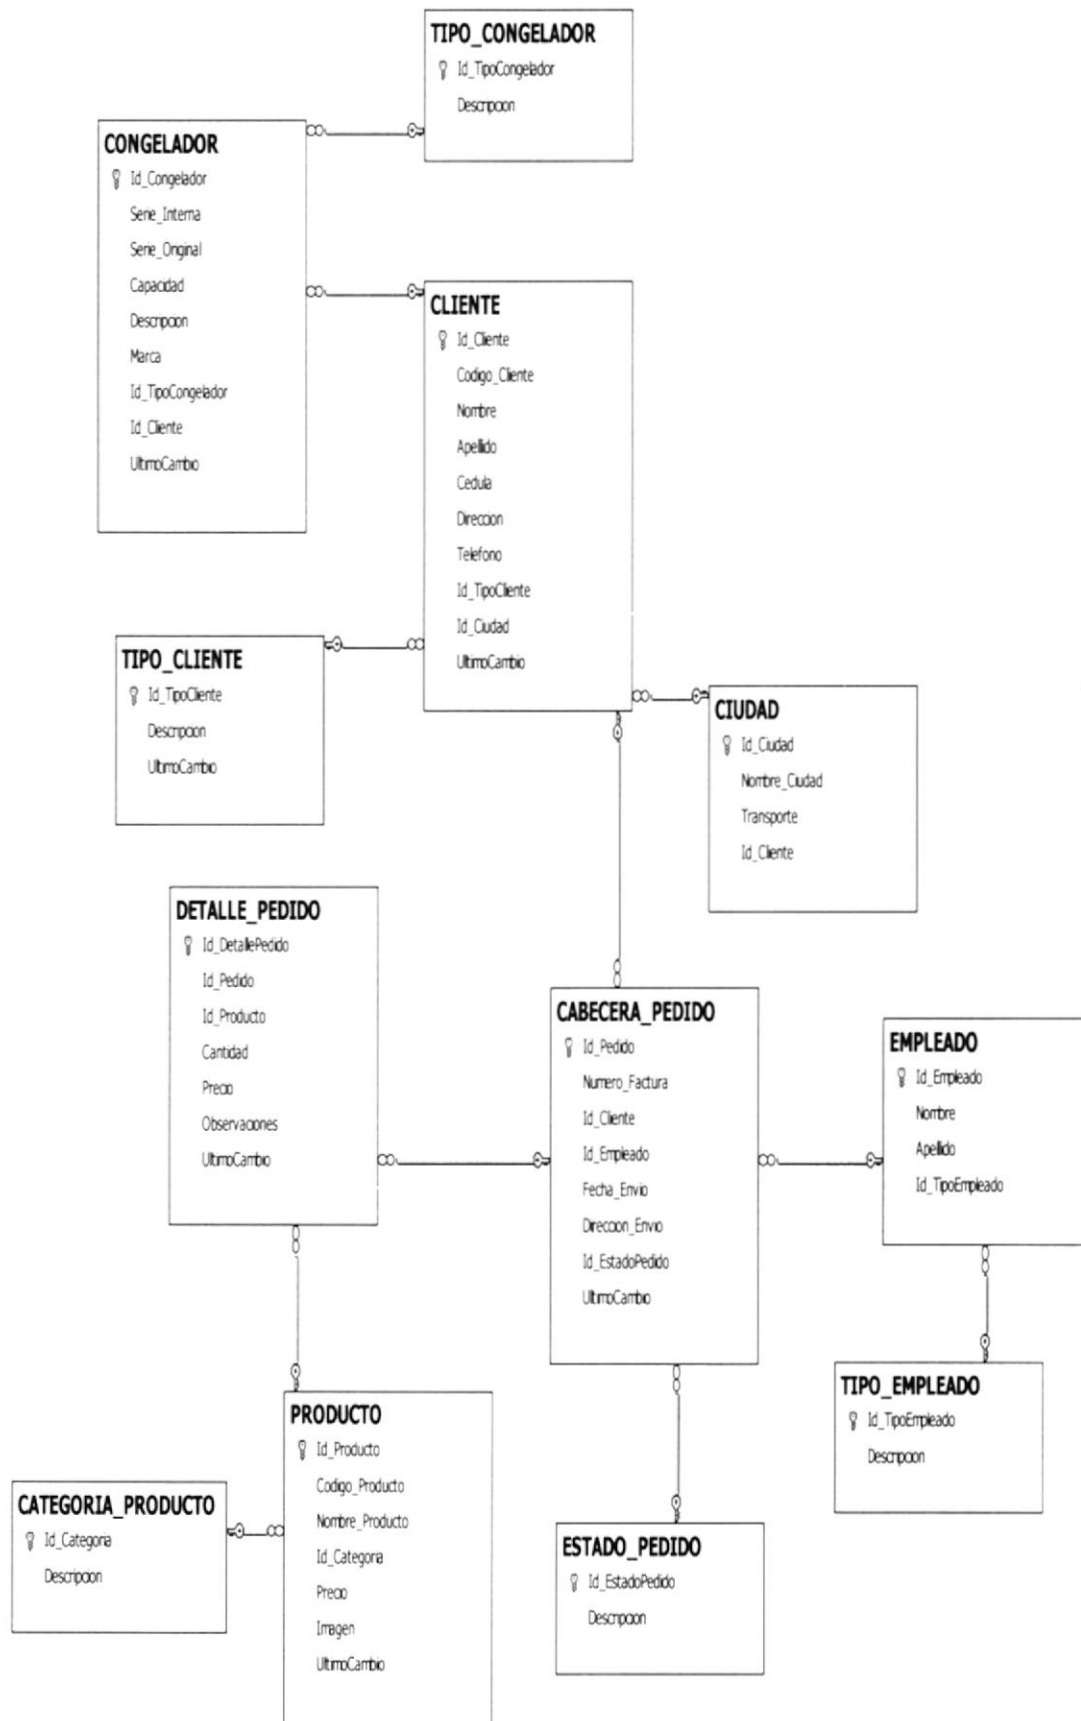 TIPO_CONGELADOR
Id_TipoCongelador
Descripcion
CONGELADOR
Id_Congelador
Serie_Interna
Serie_Original
Capacidad
Descripcion
Marca
Id_TipoCongelador
Id_Cliente
UltimoCambio
CLIENTE
Id_Cliente
Codigo_Cliente
Nombre
Apellido
Cedula
Direccion
Telefono
Id_TipoCliente
Id_Ciudad
UltimoCambio
TIPO_CLIENTE
Id_TipoCliente
Descripcion
UltimoCambio
CIUDAD
Id_Ciudad
Nombre_Ciudad
Transporte
Id_Cliente
DETALLE_PEDIDO
Id_DetallePedido
Id_Pedido
Id_Producto
Cantidad
Precio
Observaciones
UltimoCambio
CABECERA_PEDIDO
Id_Pedido
Numero_Factura
Id_Cliente
Id_Empleado
Fecha_Envio
Direccion_Envio
Id_EstadoPedido
UltimoCambio
EMPLEADO
Id_Empleado
Nombre
Apellido
Id_TipoEmpleado
TIPO_EMPLEADO
Id_TipoEmpleado
Descripcion
PRODUCTO
Id_Producto
Codigo_Producto
Nombre_Producto
Id_Categoria
Precio
Imagen
UltimoCambio
CATEGORIA_PRODUCTO
Id_Categoria
Descripcion
ESTADO_PEDIDO
Id_EstadoPedido
Descripcion